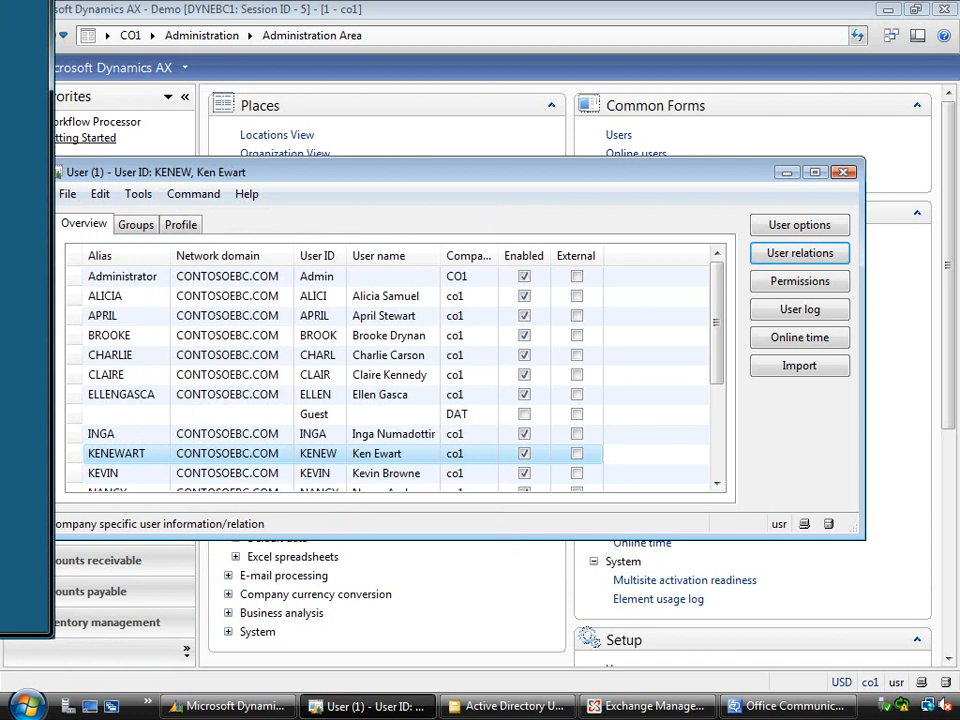 soft Dynamics AX - Demo [DYNEBC1: Session ID - 5] - [1 - co1]
CO1 Administration Administration Area
crosoft Dynamics AX
orites
orkflow Processor
tting Started
Places
Locations View
Organization View
Common Forms
Users
Online users
User (1) - User ID: KENEW, Ken Ewart
File Edit Tools Command Help
Overview Groups Profile
Alias Network domain User ID User name Compa... Enabled External
Administrator CONTOSOEBC.COM Admin CO1
ALICIA CONTOSOEBC.COM ALICI Alicia Samuel co1
APRIL CONTOSOEBC.COM APRIL April Stewart co1
BROOKE CONTOSOEBC.COM BROOK Brooke Drynan co1
CHARLIE CONTOSOEBC.COM CHARL Charlie Carson co1
CLAIRE CONTOSOEBC.COM CLAIR Claire Kennedy co1
ELLENGASCA CONTOSOEBC.COM ELLEN Ellen Gasca co1
Guest DAT
INGA CONTOSOEBC.COM INGA Inga Numadottir co1
KENEWART CONTOSOEBC.COM KENEW Ken Ewart co1
KEVIN CONTOSOEBC.COM KEVIN Kevin Browne co1
User options
User relations
Permissions
User log
Online time
Import
ompany specific user information/relation
usr
ounts receivable
ounts payable
entory management
Excel spreadsheets
E-mail processing
Company currency conversion
Business analysis
System
Online time
System
Multisite activation readiness
Element usage log
Setup
USD co1 usr
Microsoft Dynami...
User (1) - User ID: ...
Active Directory U...
Exchange Manage...
Office Communic...